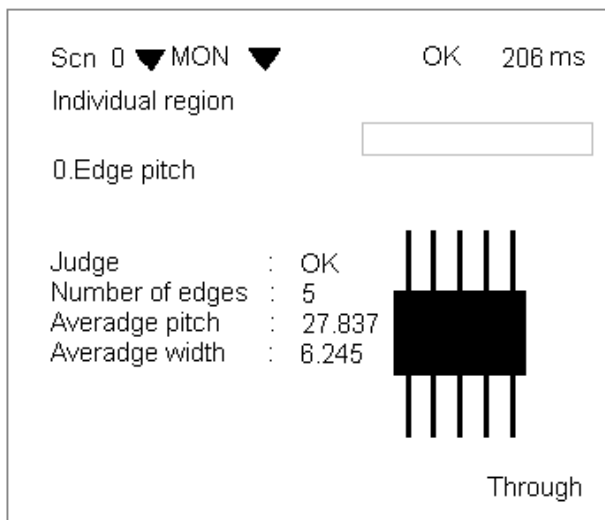 Scn 0 MON OK 206 ms
Individual region
0.Edge pitch
Judge : OK
Number of edges : 5
Averadge pitch : 27.837
Averadge width : 6.245
Through